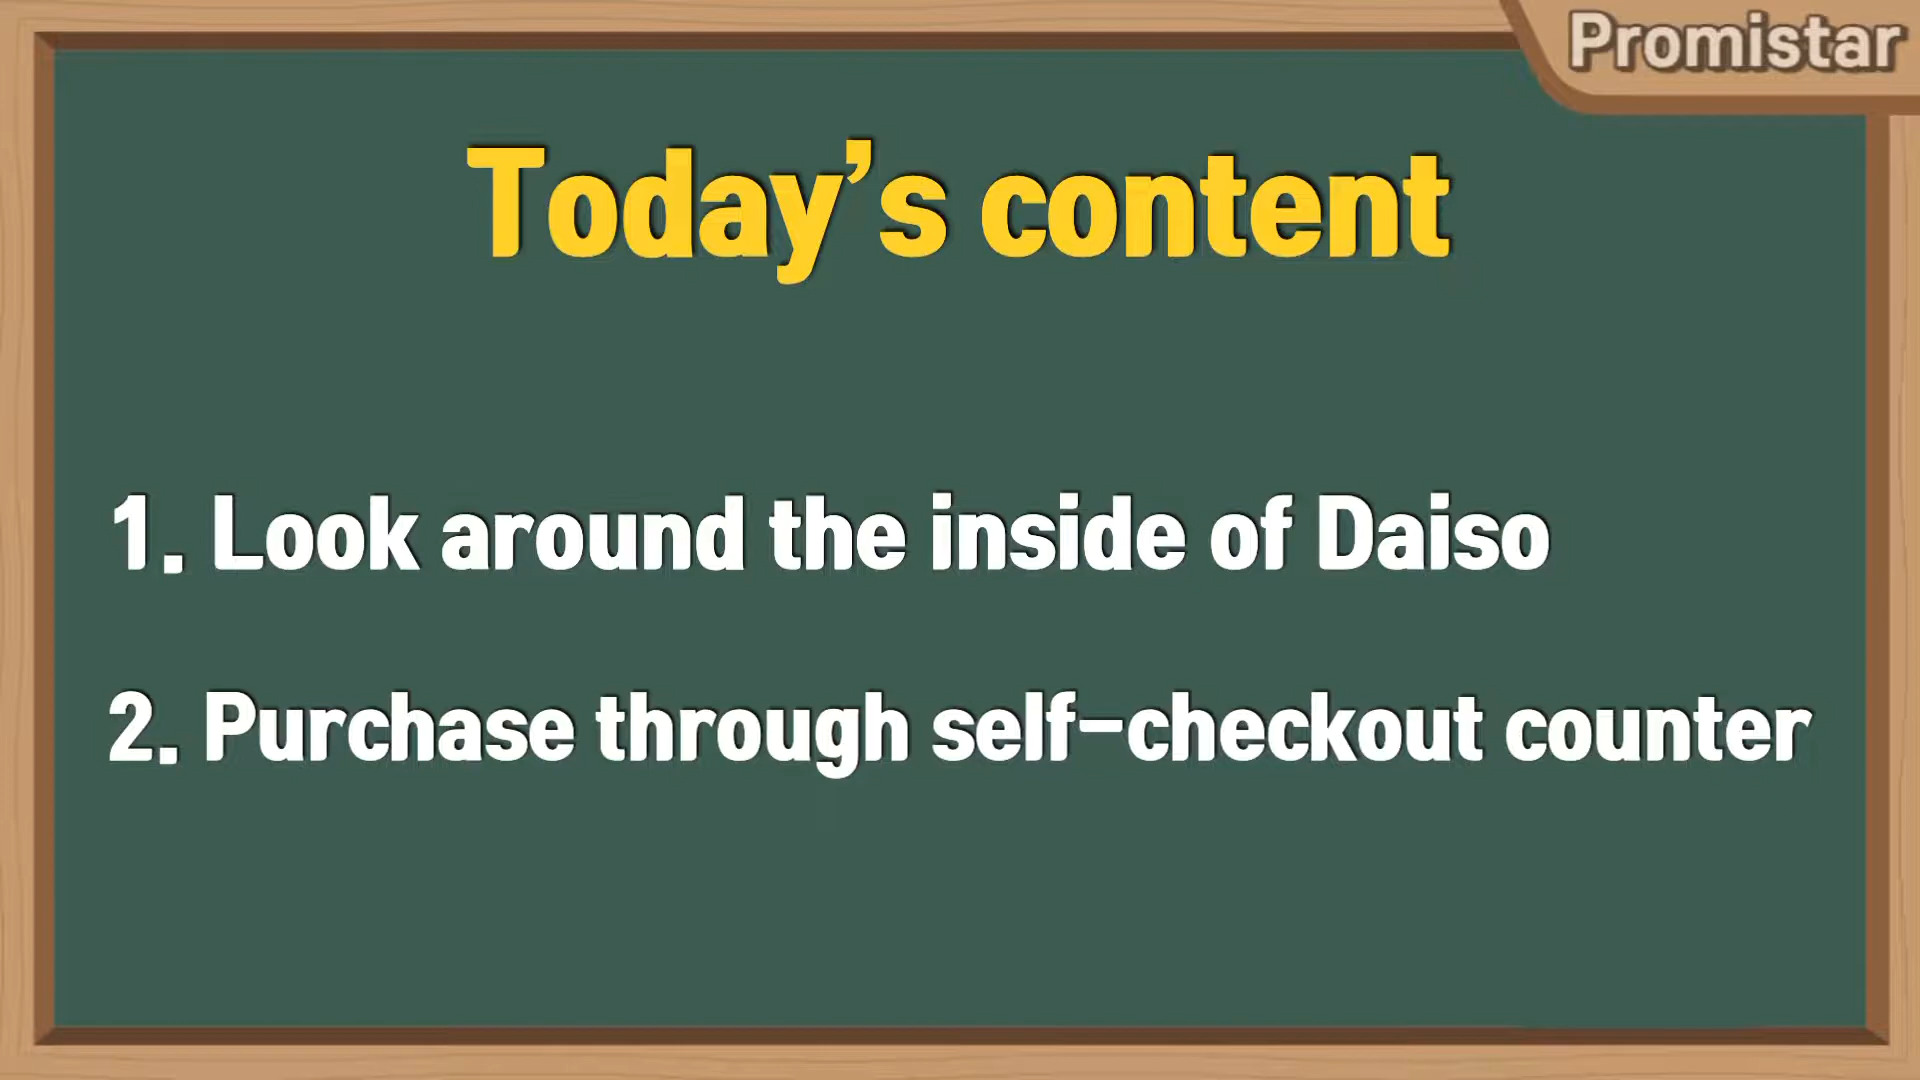 Promistar
Today's content
1. Look around the inside of Daiso
2. Purchase through self-checkout counter